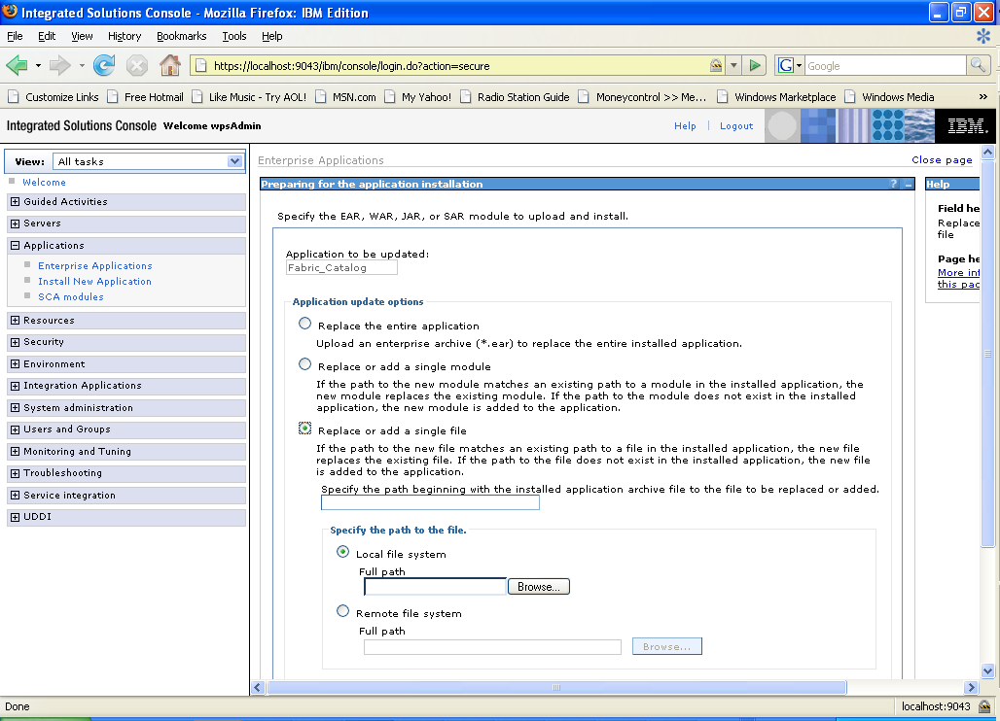 Integrated Solutions Console - Mozilla Firefox: IBM Edition
File Edit View History Bookmarks Tools Help
https://localhost:9043/ibm/console/login.do?action=secure
G Google
Customize Links Free Hotmail Like Music - Try AOL! MSN.com My Yahoo! Radio Station Guide Moneycontrol >> Me... Windows Marketplace Windows Media »
Integrated Solutions Console Welcome wpsAdmin Help | Logout IBM.
View: All tasks
Welcome
Guided Activities
Servers
Applications
Enterprise Applications
Install New Application
SCA modules
Resources
Security
Environment
Integration Applications
System administration
Users and Groups
Monitoring and Tuning
Troubleshooting
Service integration
UDDI
Enterprise Applications
Close page
Preparing for the application installation ? _
Specify the EAR, WAR, JAR, or SAR module to upload and install.
Application to be updated:
Fabric_Catalog
Application update options
Replace the entire application
Upload an enterprise archive (*.ear) to replace the entire installed application.
Replace or add a single module
If the path to the new module matches an existing path to a module in the installed application, the
new module replaces the existing module. If the path to the module does not exist in the installed
application, the new module is added to the application.
Replace or add a single file
If the path to the new file matches an existing path to a file in the installed application, the new file
replaces the existing file. If the path to the file does not exist in the installed application, the new file
is added to the application.
Specify the path beginning with the installed application archive file to the file to be replaced or added.
Specify the path to the file.
Local file system
Full path
Browse...
Remote file system
Full path
Browse...
Help
Field he
Replace
file
Page he
More inf
this pag
Done
localhost:9043